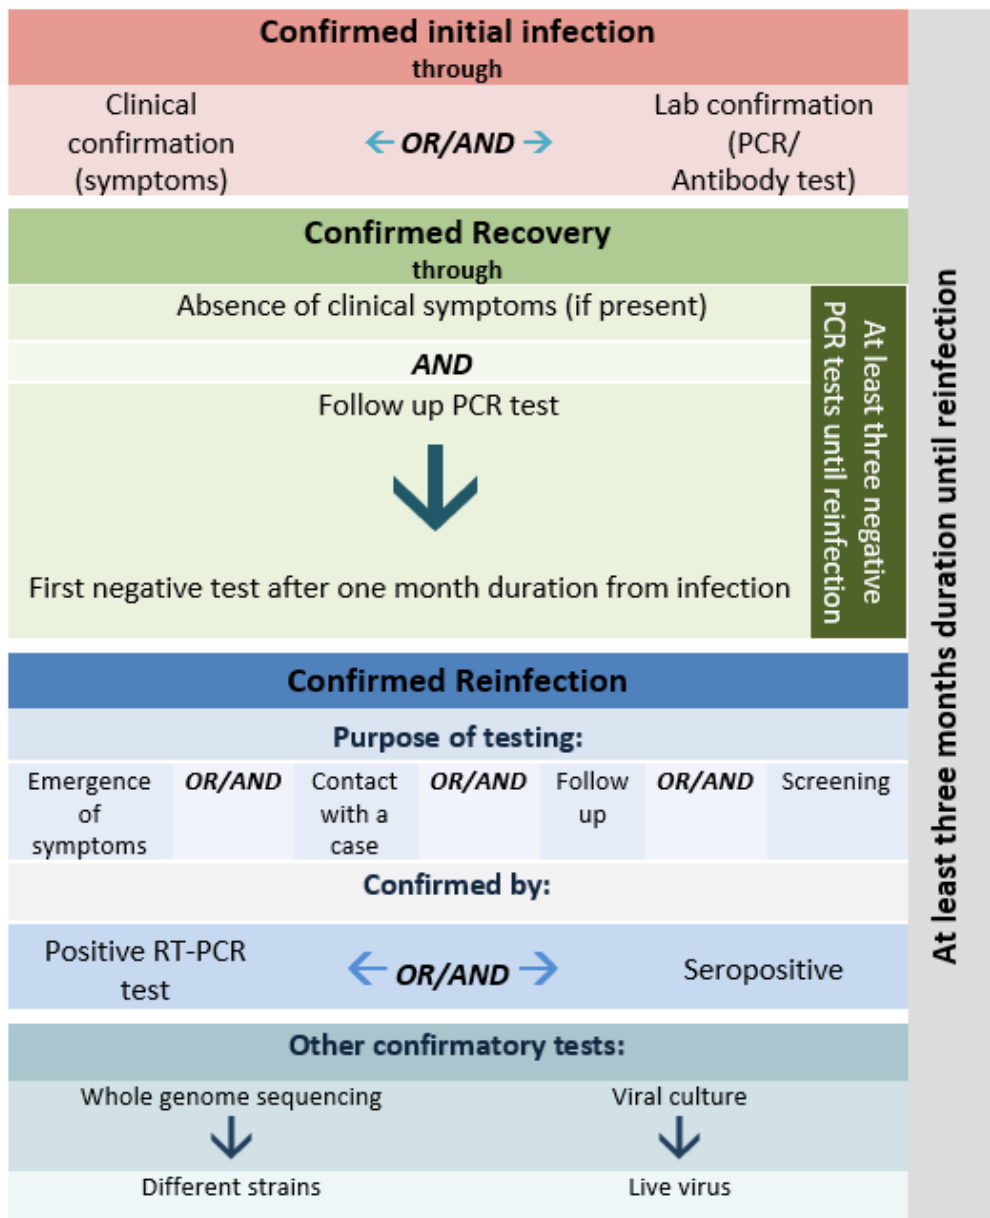 Confirmed initial infection
through
Clinical
confirmation
(symptoms)
OR/AND
Lab confirmation
(PCR/
Antibody test)
Confirmed Recovery
through
Absence of clinical symptoms (if present)
AND
Follow up PCR test
First negative test after one month duration from infection
At least three negative
PCR tests until reinfection
Confirmed Reinfection
Purpose of testing:
Emergence
of
symptoms
OR/AND
Contact
with a
case
OR/AND
Follow
up
OR/AND
Screening
Confirmed by:
Positive RT-PCR
test
OR/AND
Seropositive
Other confirmatory tests:
Whole genome sequencing
Different strains
Viral culture
Live virus
At least three months duration until reinfection